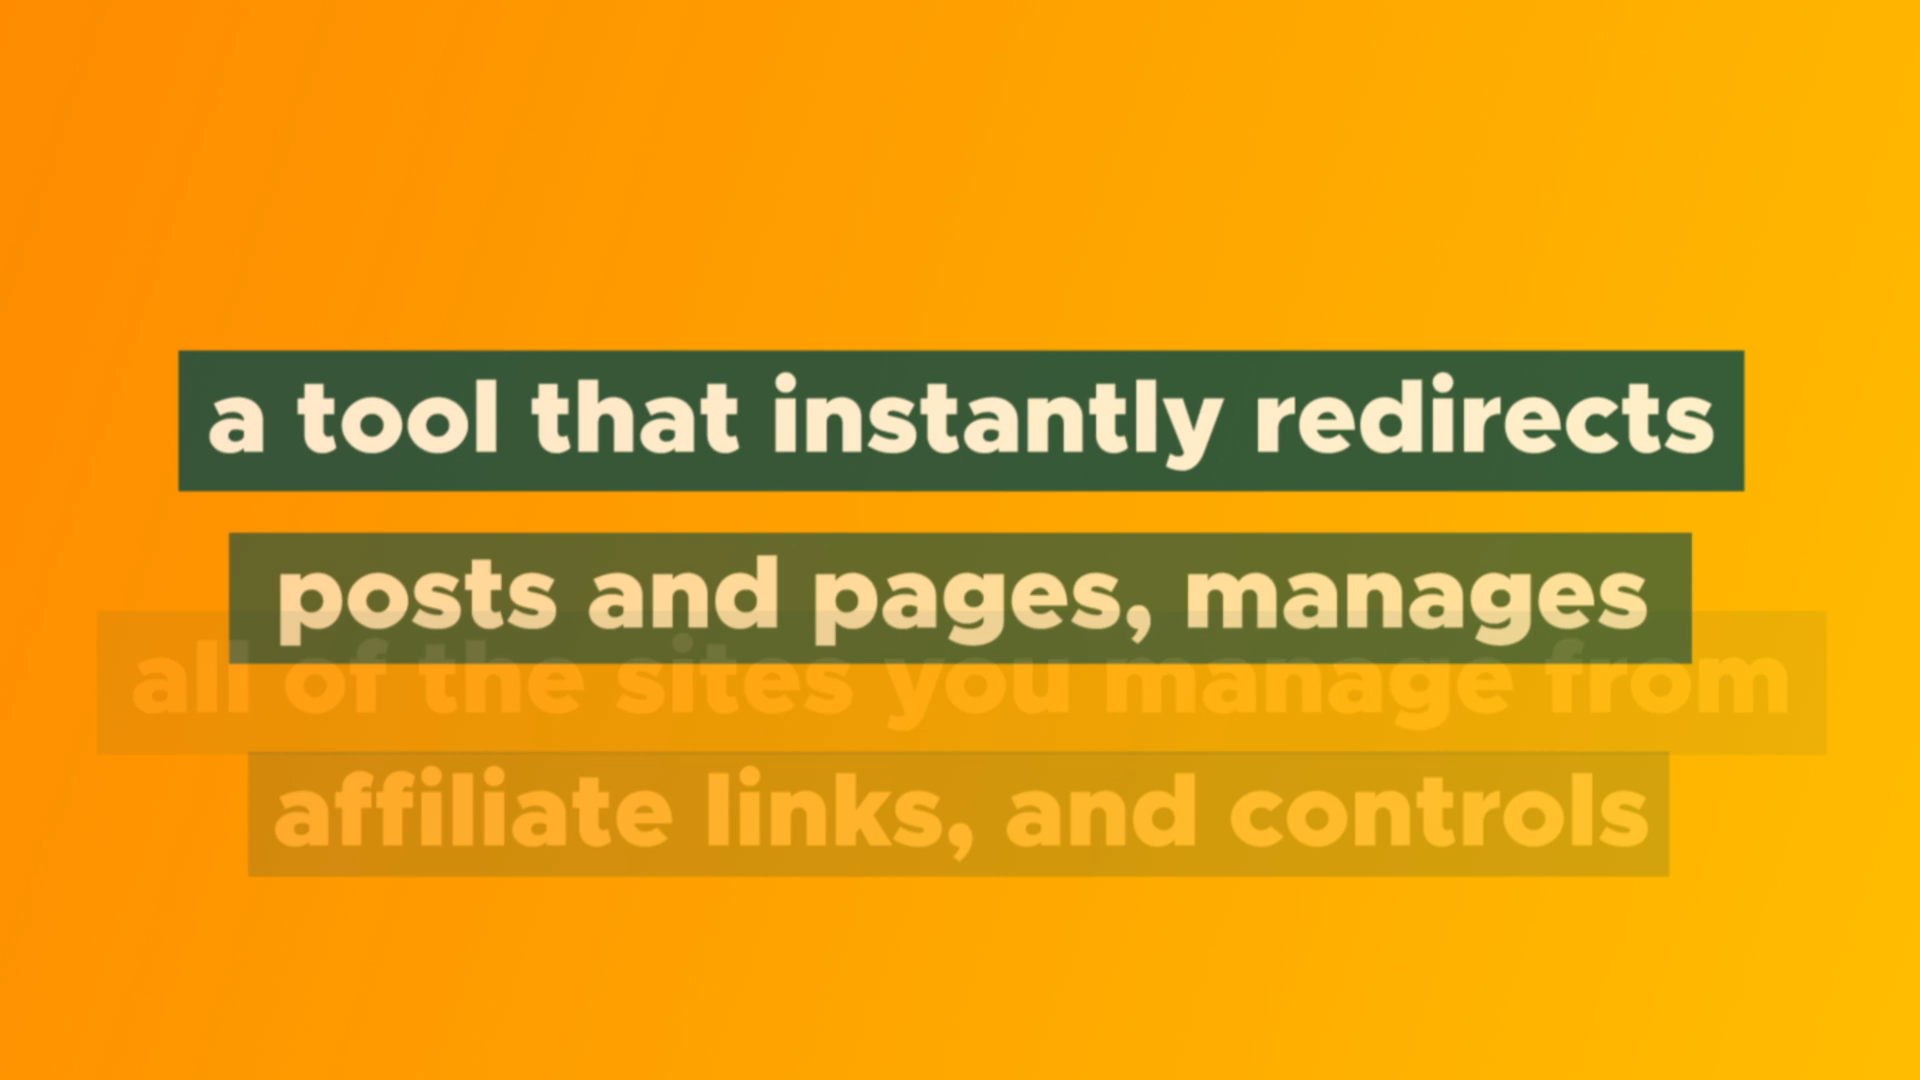 a tool that instantly redirects
posts and pages, manages
all of the sites you manage from
affiliate links, and controls